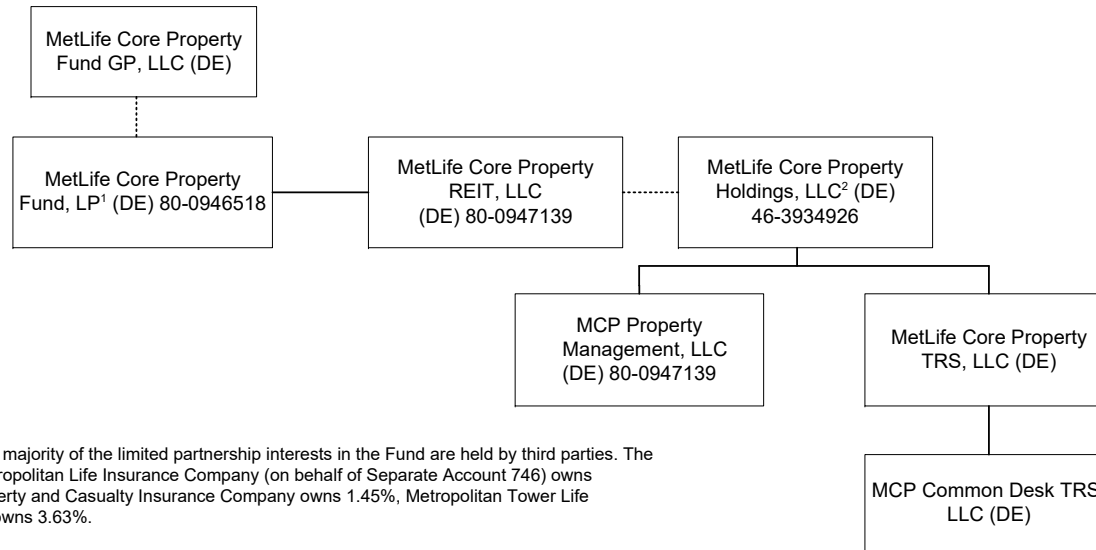 MetLife Core Property
Fund GP, LLC (DE)
MetLife Core Property
Fund, LP¹ (DE) 80-0946518
MetLife Core Property
REIT, LLC
(DE) 80-0947139
MetLife Core Property
Holdings, LLC² (DE)
46-3934926
MCP Property
Management, LLC
(DE) 80-0947139
MetLife Core Property
TRS, LLC (DE)
MCP Common Desk TRS
LLC (DE)
majority of the limited partnership interests in the Fund are held by third parties. The
ropolitan Life Insurance Company (on behalf of Separate Account 746) owns
erty and Casualty Insurance Company owns 1.45%, Metropolitan Tower Life
owns 3.63%.